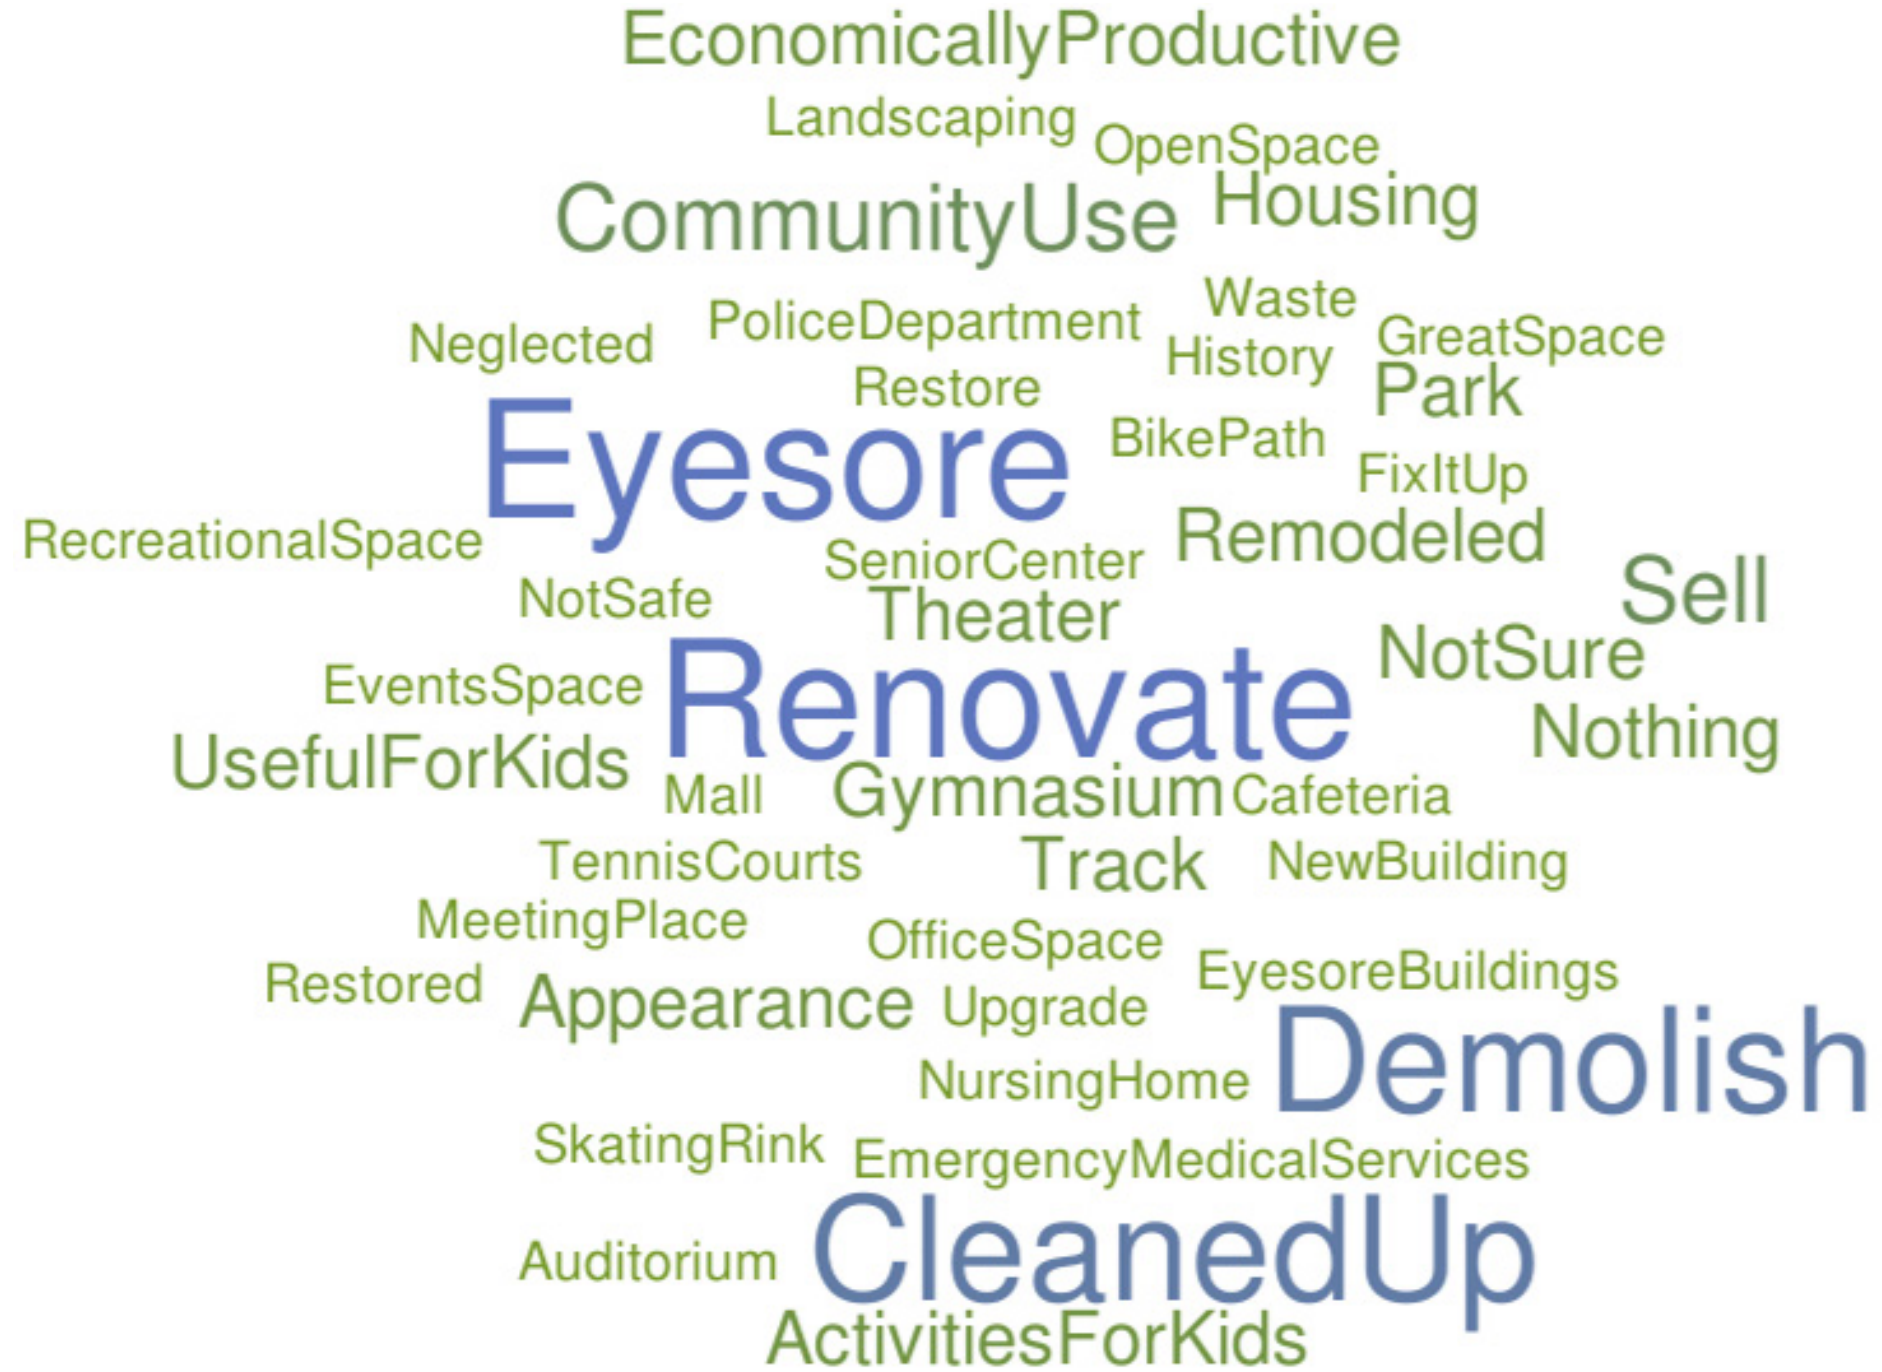 EconomicallyProductive
Landscaping
OpenSpace
CommunityUse
Housing
Waste
PoliceDepartment
GreatSpace
Neglected
History
Restore
Park
BikePath
Eyesore
FixItUp
Remodeled
RecreationalSpace
SeniorCenter
Sell
NotSafe
Theater
NotSure
EventsSpace
Renovate
Nothing
UsefulForKids
Mall
Gymnasium
Cafeteria
TennisCourts
Track
NewBuilding
MeetingPlace
OfficeSpace
EyesoreBuildings
Restored
Appearance
Upgrade
Demolish
NursingHome
SkatingRink
EmergencyMedicalServices
CleanedUp
Auditorium
ActivitiesForKids